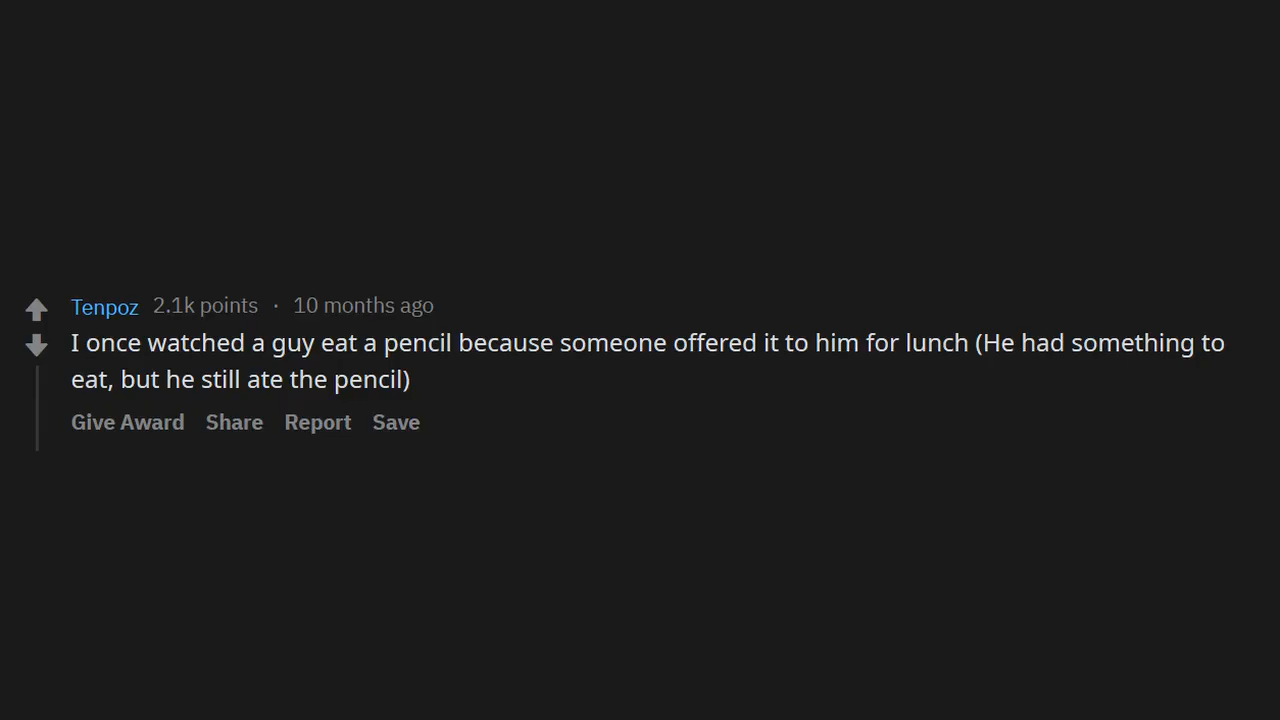 Tenpoz 2.1k points · 10 months ago
I once watched a guy eat a pencil because someone offered it to him for lunch (He had something to
eat, but he still ate the pencil)
Give Award Share Report Save